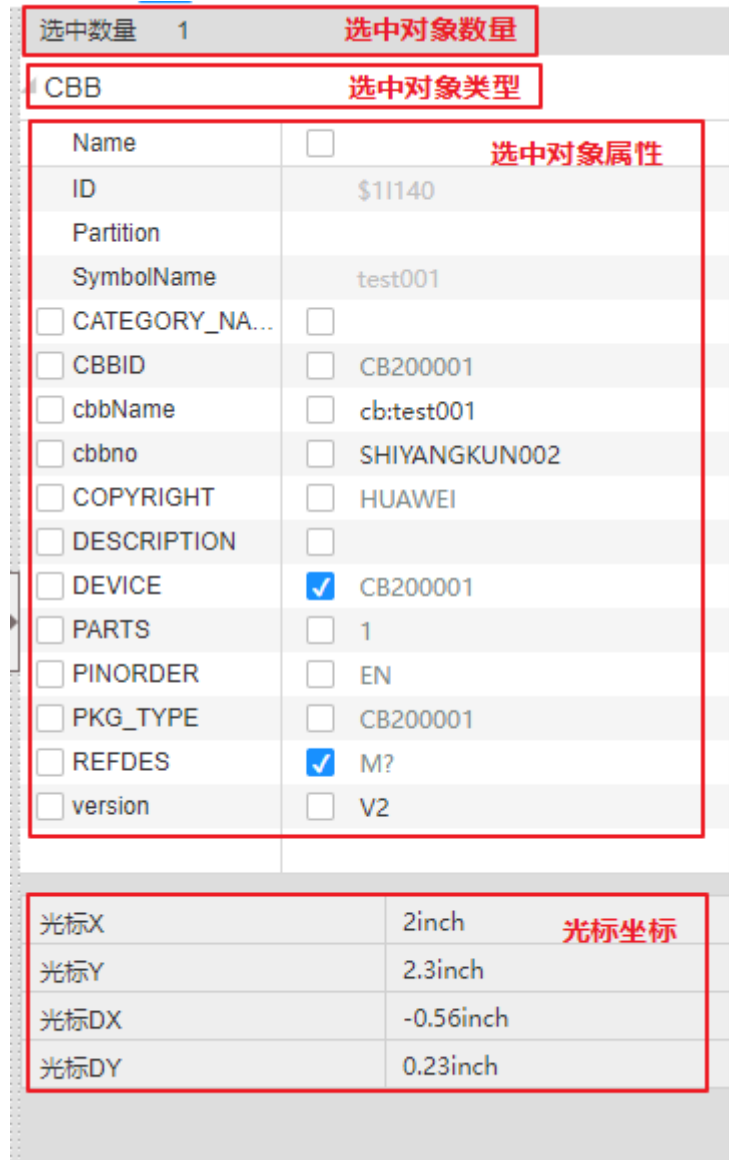 选中数量 1 选中对象数量
CBB 选中对象类型
Name 选中对象属性
ID $1I140
Partition
SymbolName test001
CATEGORY_NA...
CBBID CB200001
cbbName cb:test001
cbbno SHIYANGKUN002
COPYRIGHT HUAWEI
DESCRIPTION
DEVICE CB200001
PARTS 1
PINORDER EN
PKG_TYPE CB200001
REFDES M?
version V2
光标X 2inch 光标坐标
光标Y 2.3inch
光标DX -0.56inch
光标DY 0.23inch